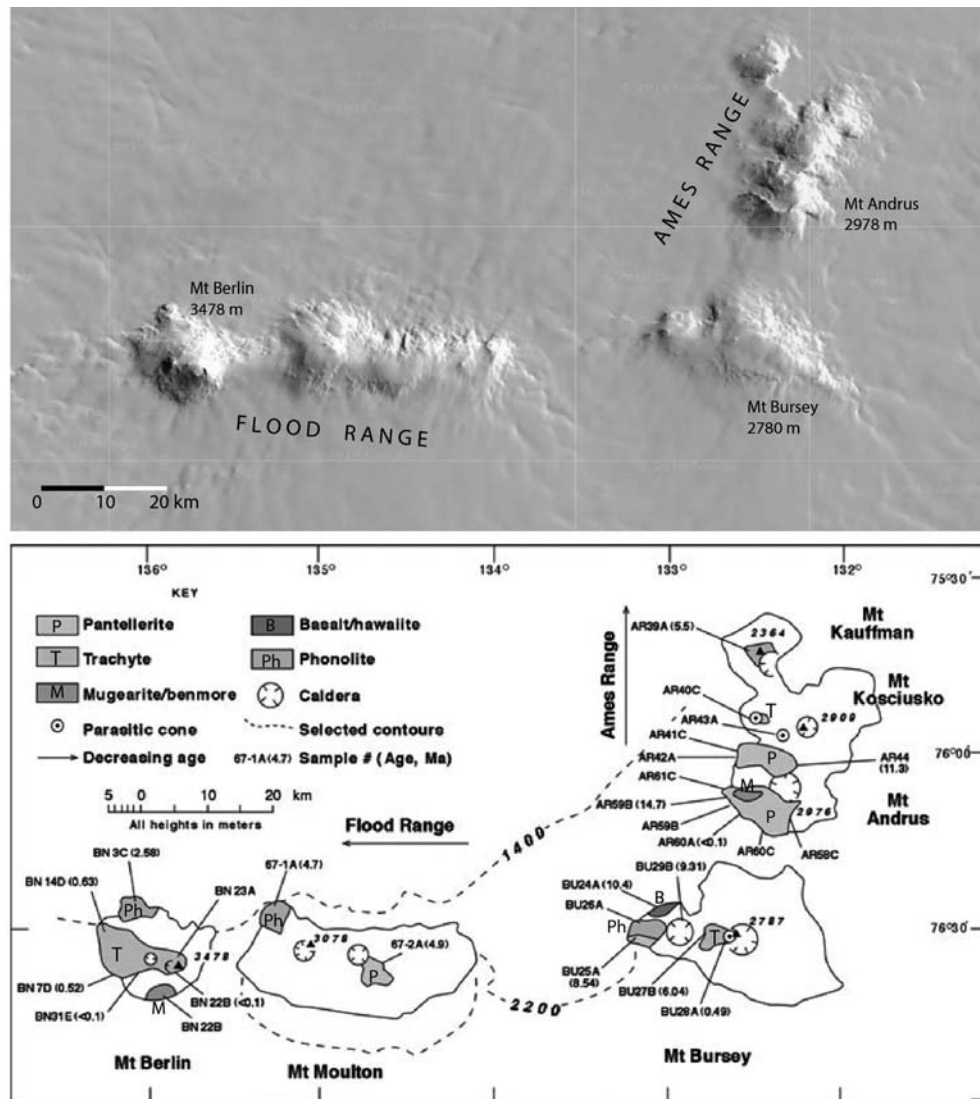 AMES RANGE
Mt Andrus
2978 m
Mt Berlin
3478 m
Mt Bursey
2780 m
FLOOD RANGE
0 10 20 km
136° 135° 134° 133° 132°
75°30'
76°00'
76°30'
KEY
P Pantellerite
T Trachyte
M Mugearite/benmore
Parasitic cone
Decreasing age
B Basalt/hawaiite
Ph Phonolite
Caldera
Selected contours
67-1A(4.7) Sample # (Age, Ma)
5 0 10 20 km
All heights in meters
Flood Range
Ames Range
1400
2200
Mt Kauffman
AR39A (5.5)
2364
Mt Kosciusko
AR40C
T
AR43A
2909
AR41C
AR42A
P
AR44
(11.3)
AR61C
M
AR59B (14.7)
AR59B
P
2976
Mt Andrus
AR60A (<0.1)
AR60C
AR58C
BU29B (9.31)
BU24A (10.4)
B
BU26A
Ph
2787
T
BU25A
(8.54)
BU27B (6.04)
BU28A (0.49)
Mt Bursey
BN 3C (2.58)
BN 14D (0.63)
BN 23A
Ph
T
3478
BN 7D (0.52)
BN 22B (<0.1)
BN31E (<0.1)
M
BN 22B
Mt Berlin
67-1A (4.7)
Ph
3078
67-2A (4.9)
P
Mt Moulton